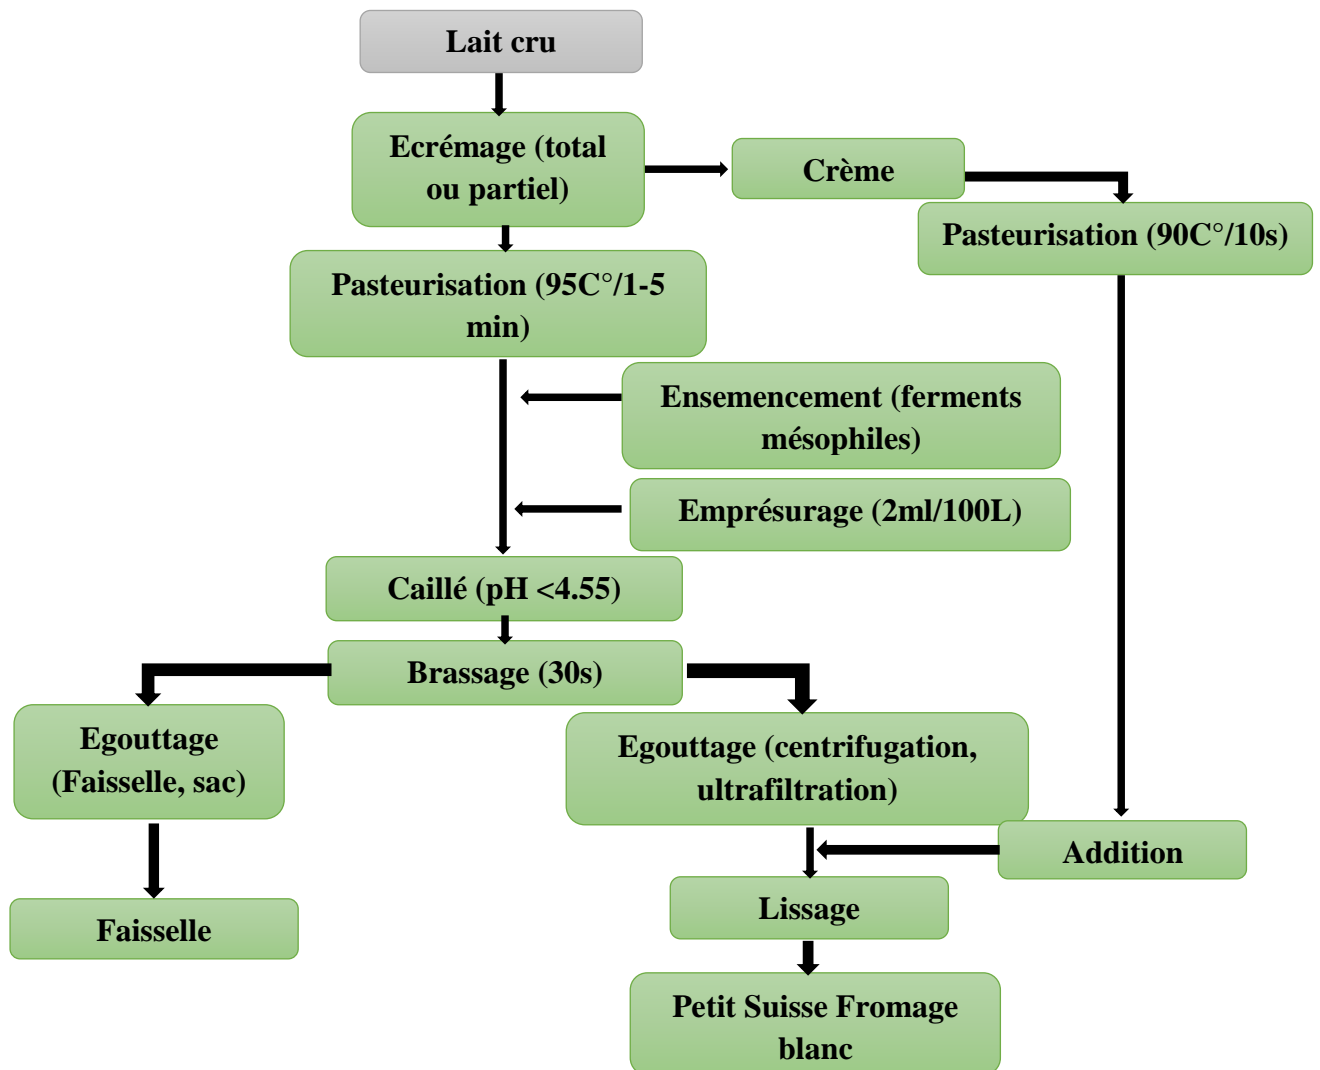 Lait cru
Ecrémage (total
ou partiel)
Crème
Pasteurisation (90C°/10s)
Pasteurisation (95C°/1-5
min)
Ensemencement (ferments
mésophiles)
Emprésurage (2ml/100L)
Caillé (pH <4.55)
Brassage (30s)
Egouttage
(Faisselle, sac)
Egouttage (centrifugation,
ultrafiltration)
Addition
Lissage
Faisselle
Petit Suisse Fromage
blanc